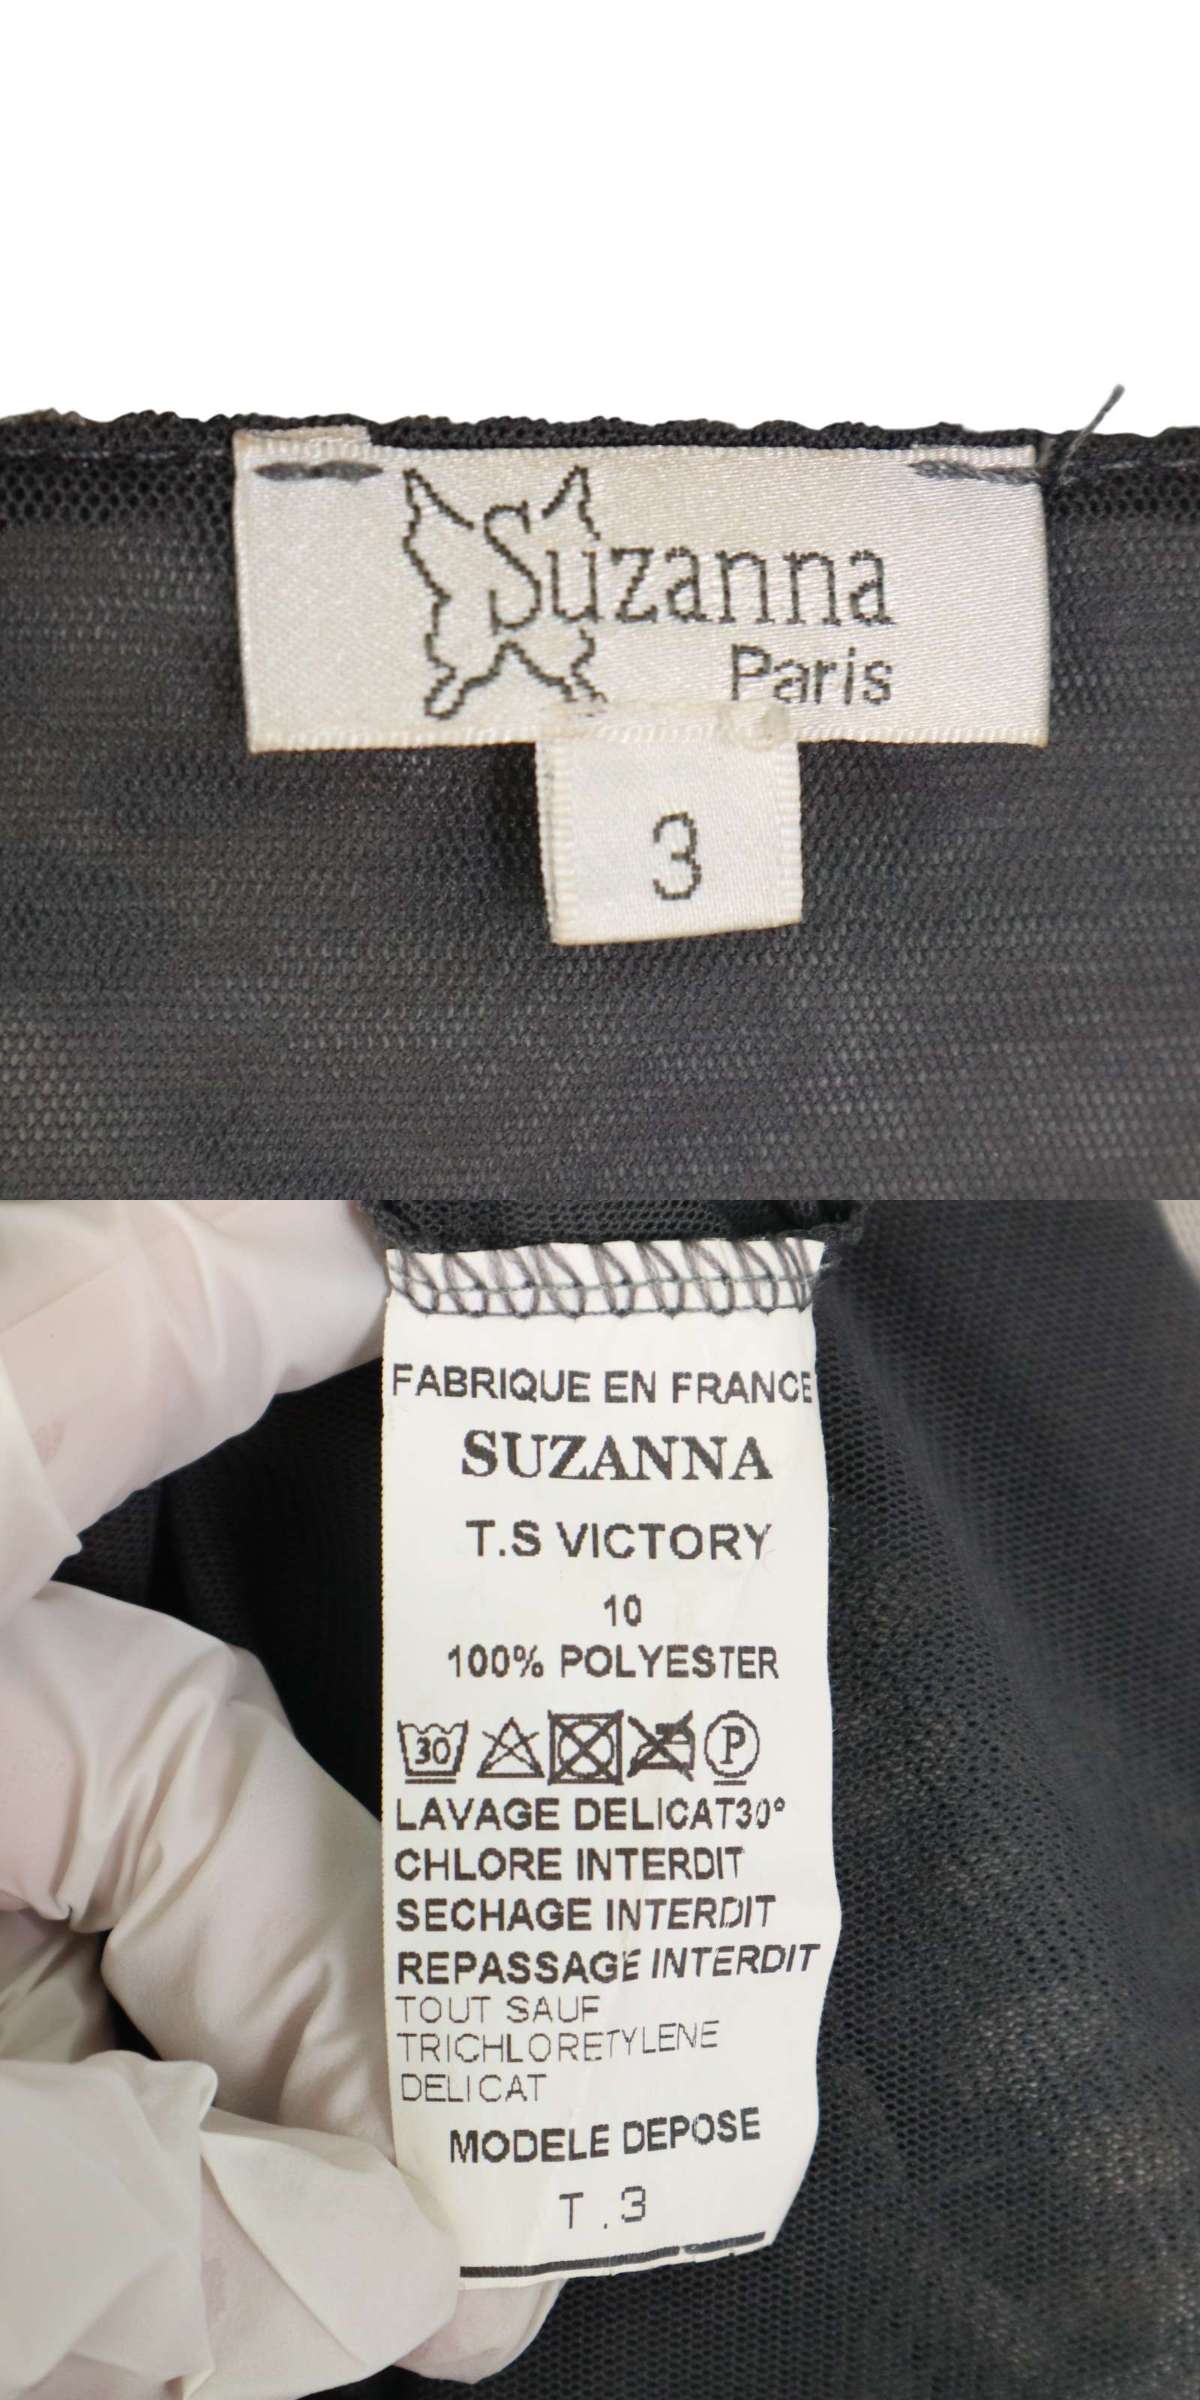 Suzanna
Paris
3
FABRIQUE EN FRANCE
SUZANNA
T.S VICTORY
10
100% POLYESTER
30 P
LAVAGE DELICAT30°
CHLORE INTERDIT
SECHAGE INTERDIT
REPASSAGE INTERDIT
TOUT SAUF
TRICHLORETYLENE
DELICAT
MODELE DEPOSE
T.3